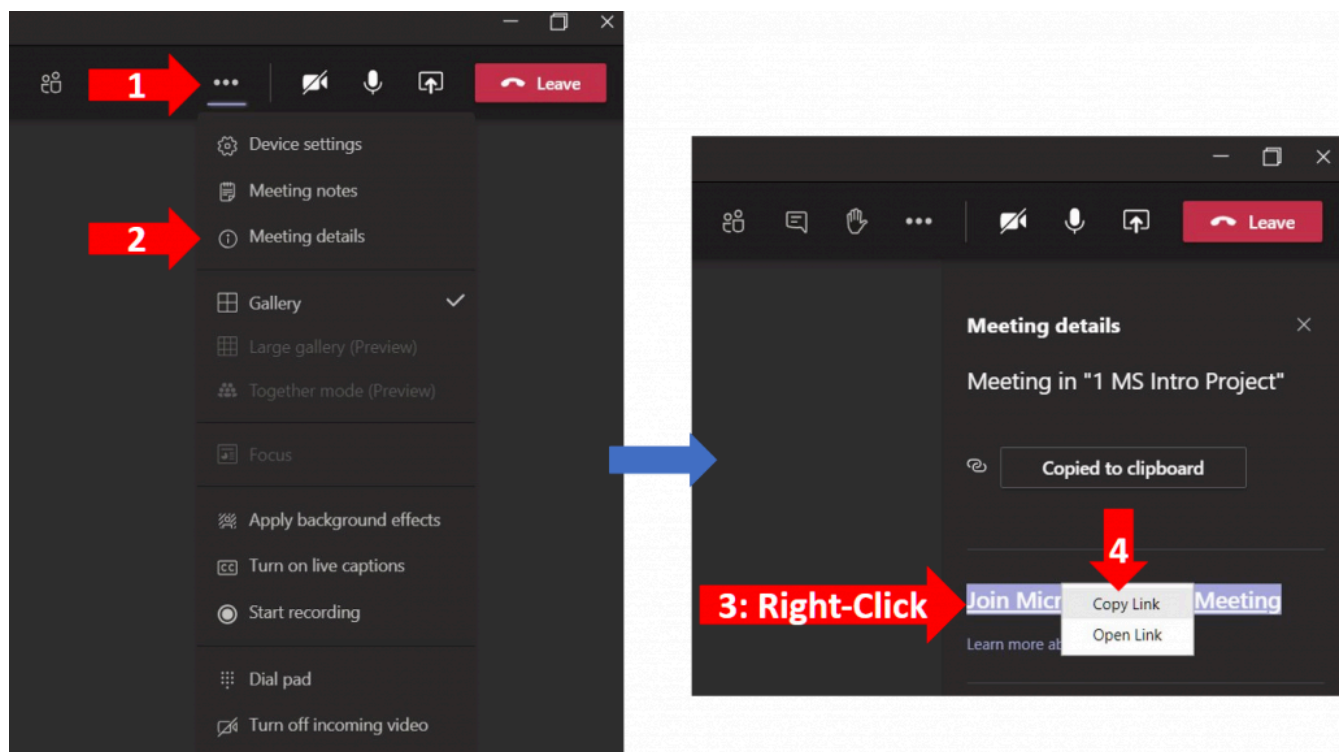 1
Leave
Device settings
Meeting notes
2
Meeting details
Gallery
Large gallery (Preview)
Together mode (Preview)
Focus
Apply background effects
CC Turn on live captions
Start recording
Dial pad
Turn off incoming video
Leave
Meeting details
Meeting in "1 MS Intro Project"
Copied to clipboard
4
3: Right-Click
Join Meeting
Copy Link
Open Link
Learn more